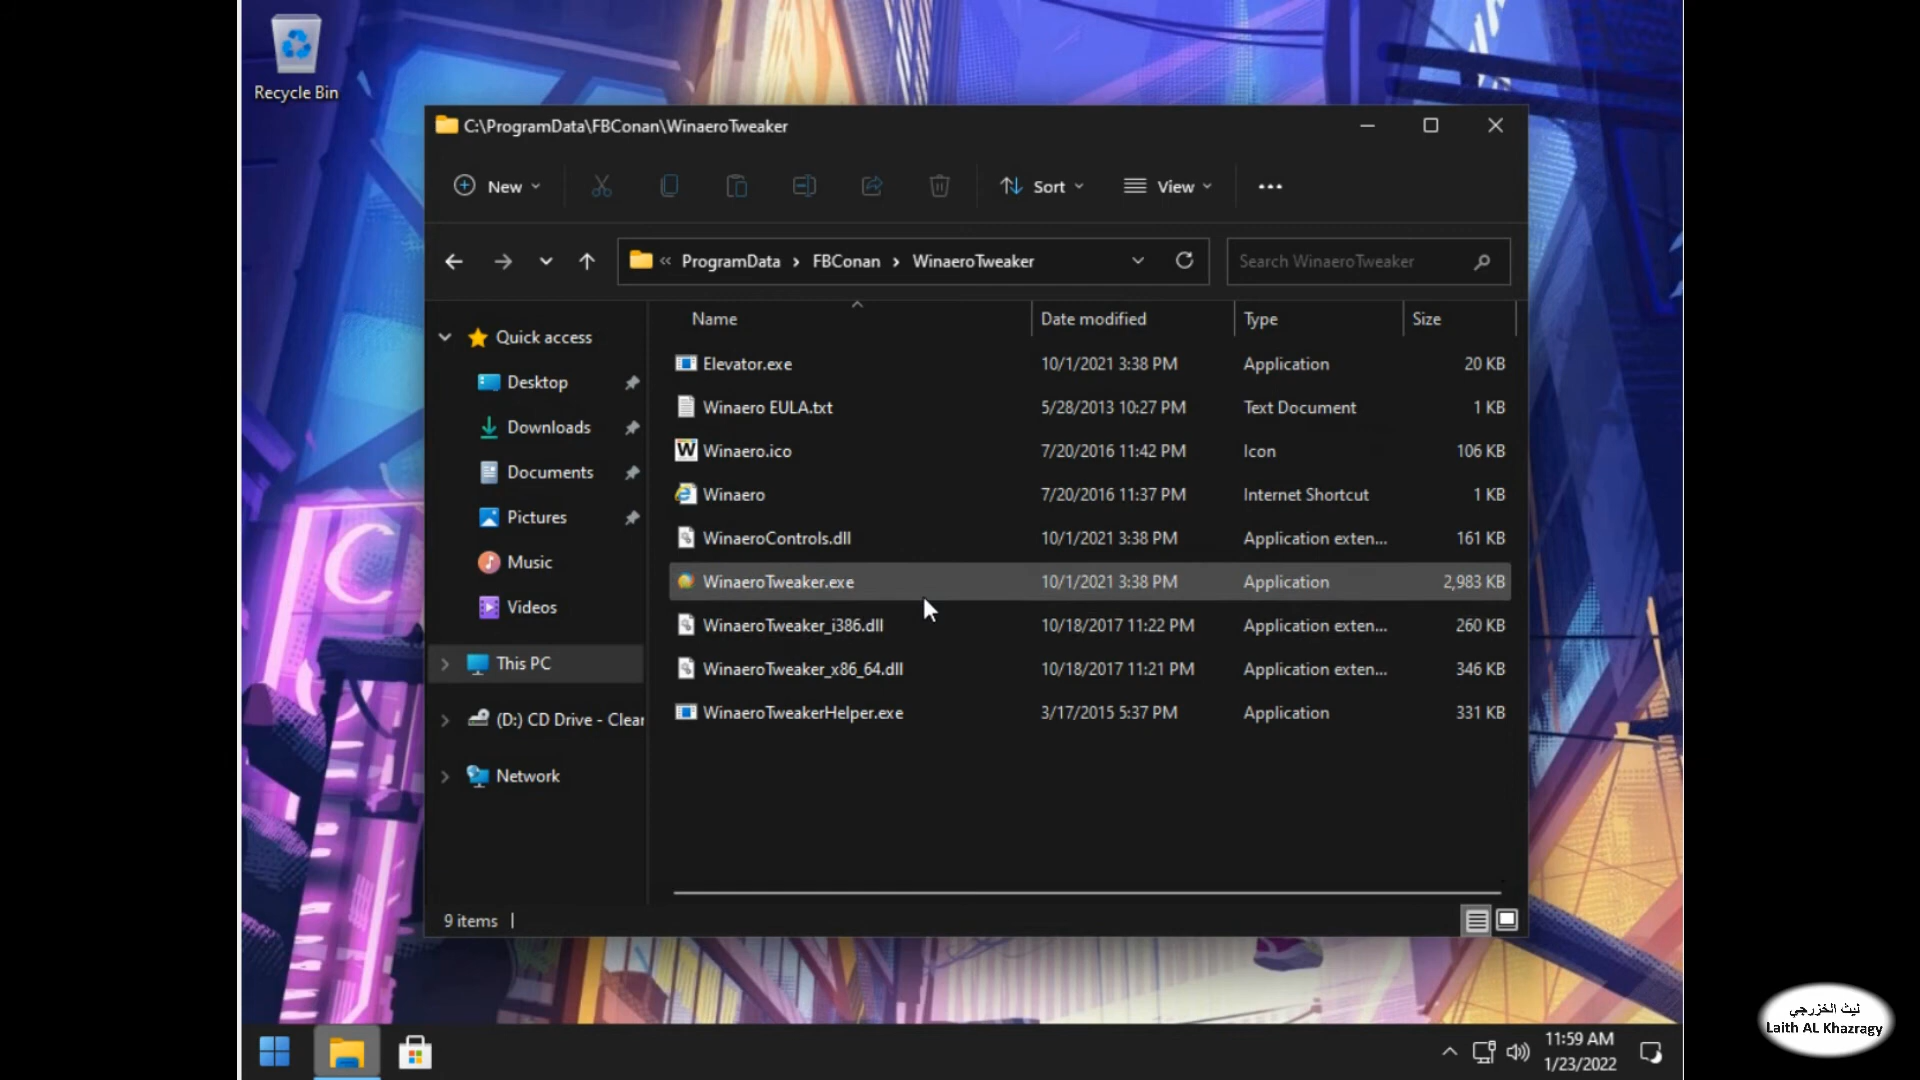 Recycle Bin
C:\ProgramData\FBConan\WinaeroTweaker
New
Sort
View
« ProgramData > FBConan > WinaeroTweaker
Search WinaeroTweaker
Name Date modified Type Size
Quick access
Desktop
Downloads
Documents
Pictures
Music
Videos
This PC
(D:) CD Drive - Clear
Network
Elevator.exe 10/1/2021 3:38 PM Application 20 KB
Winaero EULA.txt 5/28/2013 10:27 PM Text Document 1 KB
Winaero.ico 7/20/2016 11:42 PM Icon 106 KB
Winaero 7/20/2016 11:37 PM Internet Shortcut 1 KB
WinaeroControls.dll 10/1/2021 3:38 PM Application exten... 161 KB
WinaeroTweaker.exe 10/1/2021 3:38 PM Application 2,983 KB
WinaeroTweaker_i386.dll 10/18/2017 11:22 PM Application exten... 260 KB
WinaeroTweaker_x86_64.dll 10/18/2017 11:21 PM Application exten... 346 KB
WinaeroTweakerHelper.exe 3/17/2015 5:37 PM Application 331 KB
9 items
11:59 AM
1/23/2022
ليث الخزرجي
Laith AL Khazragy